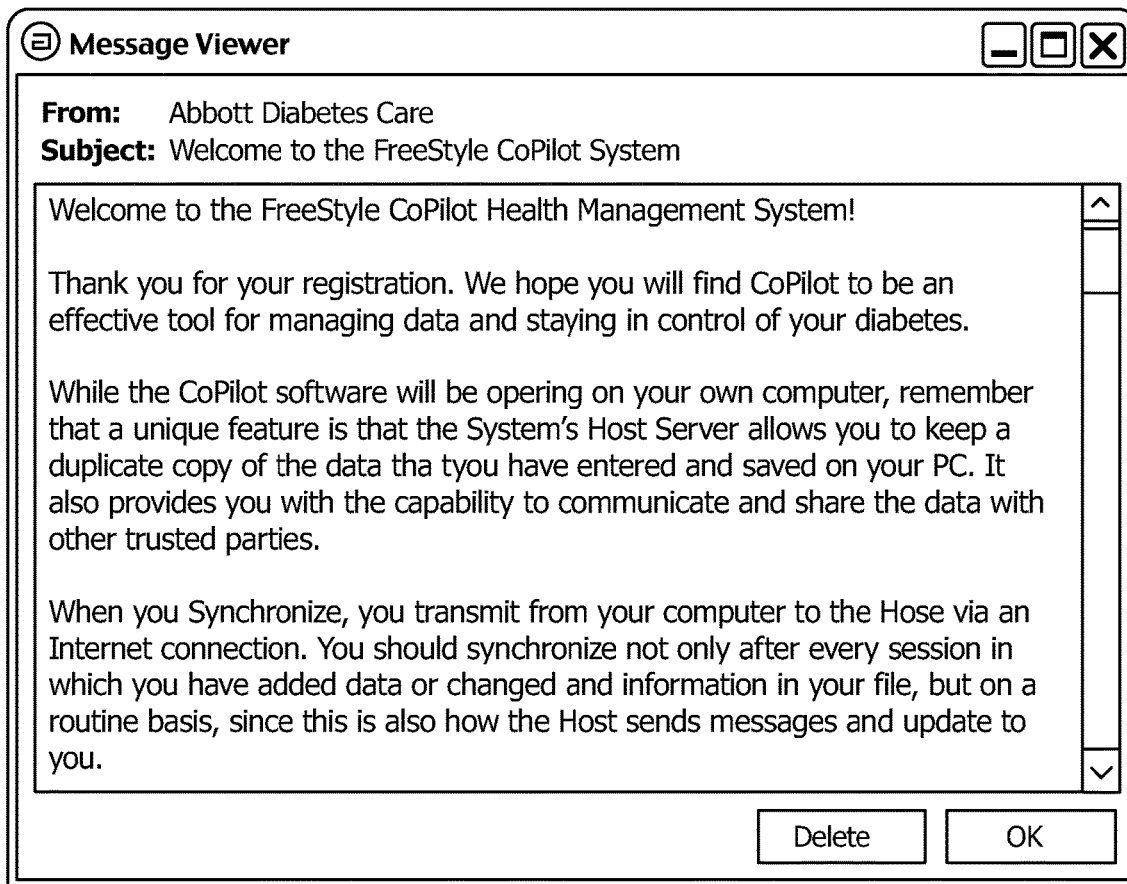 Message Viewer
From: Abbott Diabetes Care
Subject: Welcome to the FreeStyle CoPilot System
Welcome to the FreeStyle CoPilot Health Management System!
Thank you for your registration. We hope you will find CoPilot to be an
effective tool for managing data and staying in control of your diabetes.
While the CoPilot software will be opering on your own computer, remember
that a unique feature is that the System's Host Server allows you to keep a
duplicate copy of the data tha tyou have entered and saved on your PC. It
also provides you with the capability to communicate and share the data with
other trusted parties.
When you Synchronize, you transmit from your computer to the Hose via an
Internet connection. You should synchronize not only after every session in
which you have added data or changed and information in your file, but on a
routine basis, since this is also how the Host sends messages and update to
you.
Delete OK